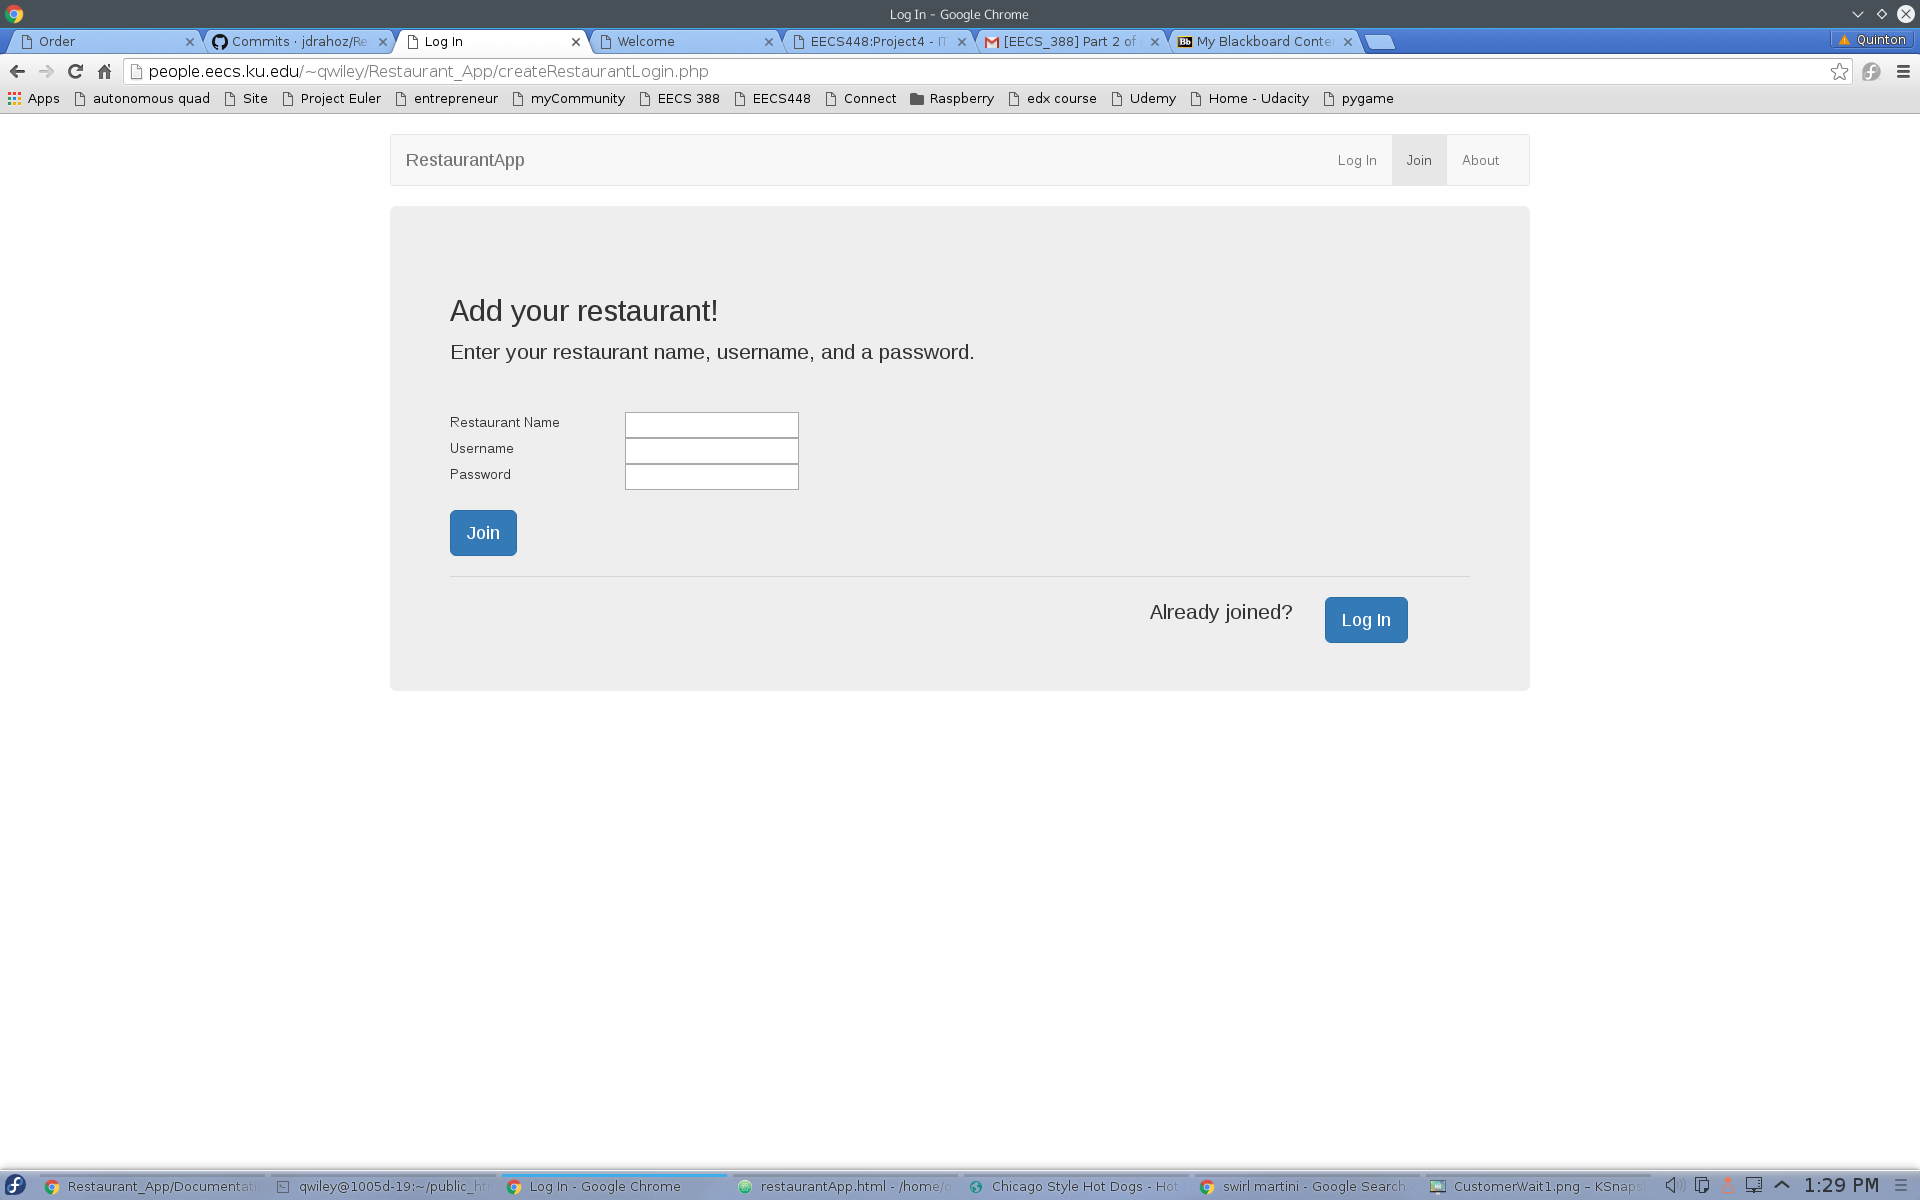 Log In - Google Chrome
Order
Commits · jdrahoz/Re
Log In
Welcome
EECS448:Project4 - IT
[EECS_388] Part 2 of
My Blackboard Conte
Quinton
people.eecs.ku.edu/~qwiley/Restaurant_App/createRestaurantLogin.php
Apps
autonomous quad
Site
Project Euler
entrepreneur
myCommunity
EECS 388
EECS448
Connect
Raspberry
edx course
Udemy
Home - Udacity
pygame
RestaurantApp
Log In
Join
About
Add your restaurant!
Enter your restaurant name, username, and a password.
Restaurant Name
Username
Password
Join
Already joined?
Log In
Restaurant_App/Documentati
qwiley@1005d-19:~/public_ht
Log In - Google Chrome
restaurantApp.html - /home/q
Chicago Style Hot Dogs - Hot
swirl martini - Google Search -
CustomerWait1.png – KSnaps
1:29 PM